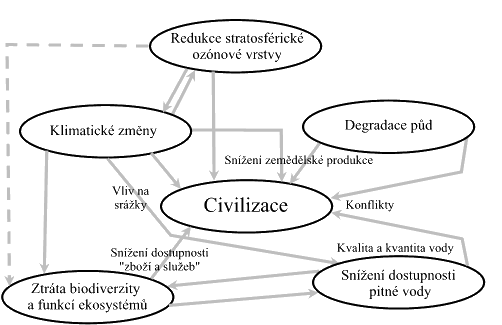 Redukce stratosférické
ozónové vrstvy
Klimatické změny
Degradace půd
Snížení zemědělské produkce
Vliv na
srážky
Civilizace
Konflikty
Snížení dostupnosti
"zboží a služeb"
Kvalita a kvantita vody
Ztráta biodiverzity
a funkcí ekosystémů
Snížení dostupnosti
pitné vody